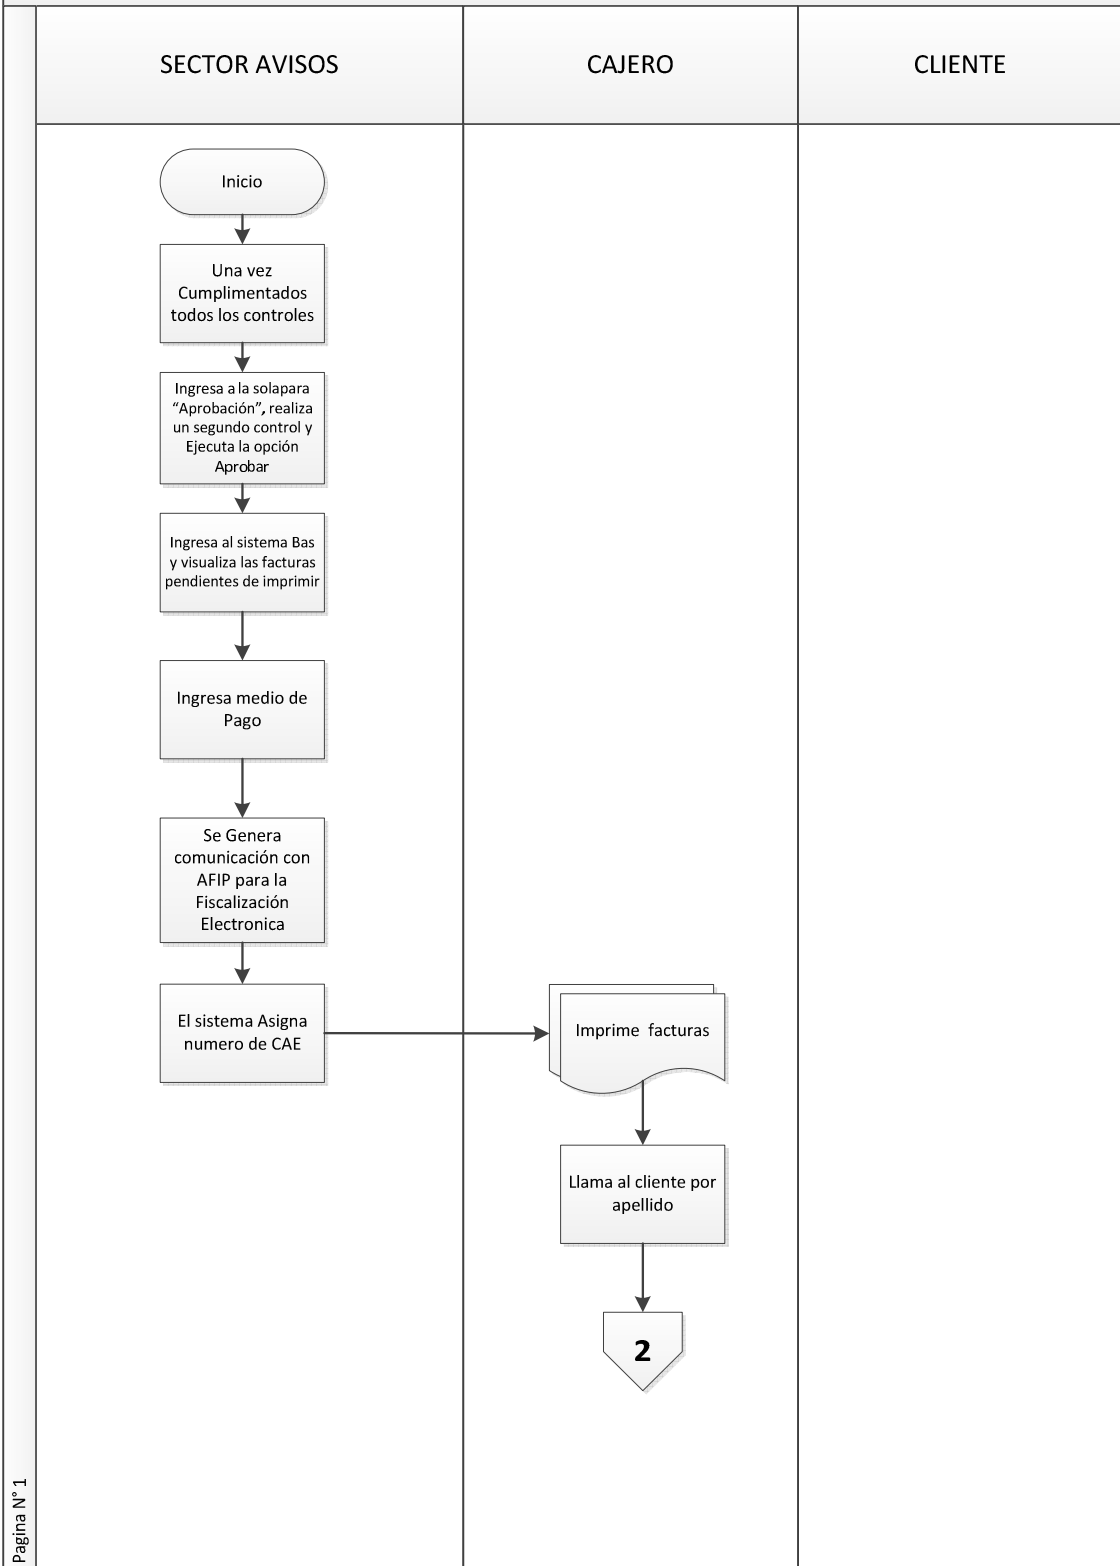 SECTOR AVISOS
CAJERO
CLIENTE
Inicio
Una vez
Cumplimentados
todos los controles
Ingresa a la solapara
“Aprobación”, realiza
un segundo control y
Ejecuta la opción
Aprobar
Ingresa al sistema Bas
y visualiza las facturas
pendientes de imprimir
Ingresa medio de
Pago
Se Genera
comunicación con
AFIP para la
Fiscalización
Electronica
El sistema Asigna
numero de CAE
Imprime facturas
Llama al cliente por
apellido
2
Pagina N° 1